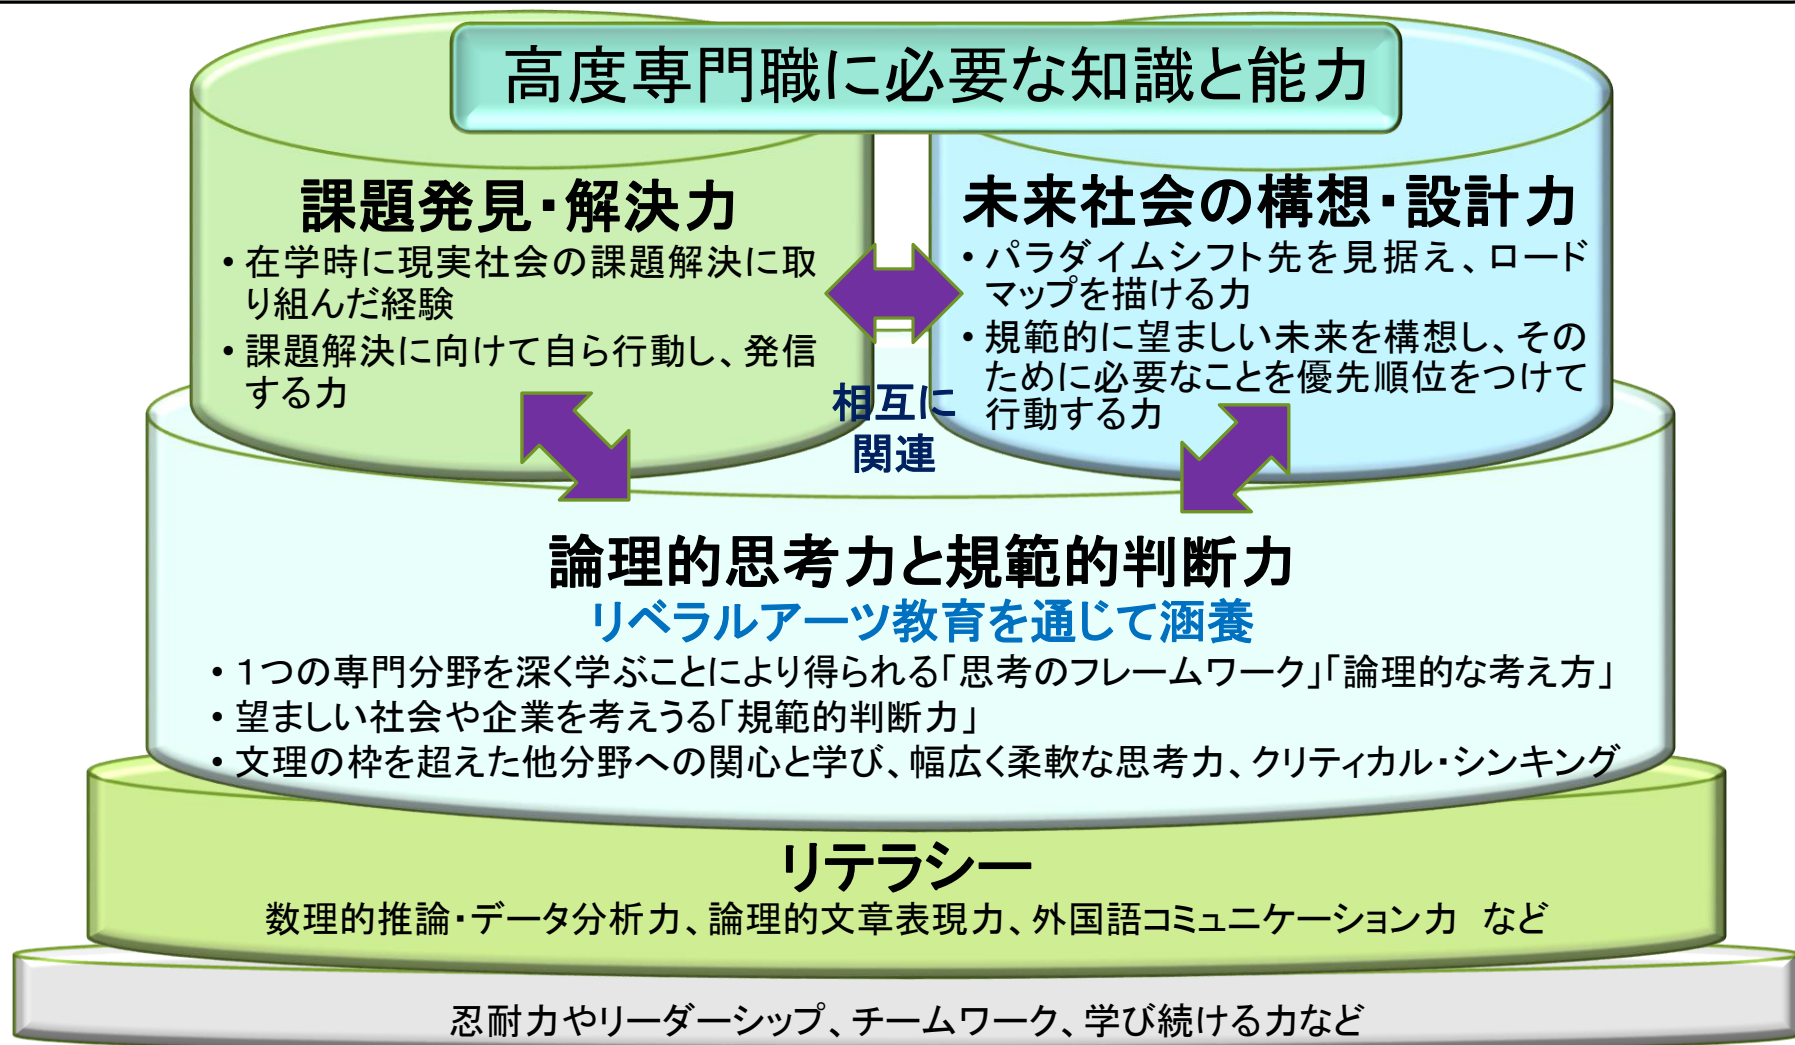 高度専門職に必要な知識と能力
課題発見・解決力
・在学時に現実社会の課題解決に取
り組んだ経験
・課題解決に向けて自ら行動し、発信
する力
未来社会の構想・設計力
・パラダイムシフト先を見据え、ロード
マップを描ける力
・規範的に望ましい未来を構想し、その
ために必要なことを優先順位をつけて
行動する力
相互に
関連
論理的思考力と規範的判断力
リベラルアーツ教育を通じて涵養
・１つの専門分野を深く学ぶことにより得られる「思考のフレームワーク」「論理的な考え方」
・望ましい社会や企業を考えうる「規範的判断力」
・文理の枠を超えた他分野への関心と学び、幅広く柔軟な思考力、クリティカル・シンキング
リテラシー
数理的推論・データ分析力、論理的文章表現力、外国語コミュニケーション力　など
忍耐力やリーダーシップ、チームワーク、学び続ける力など